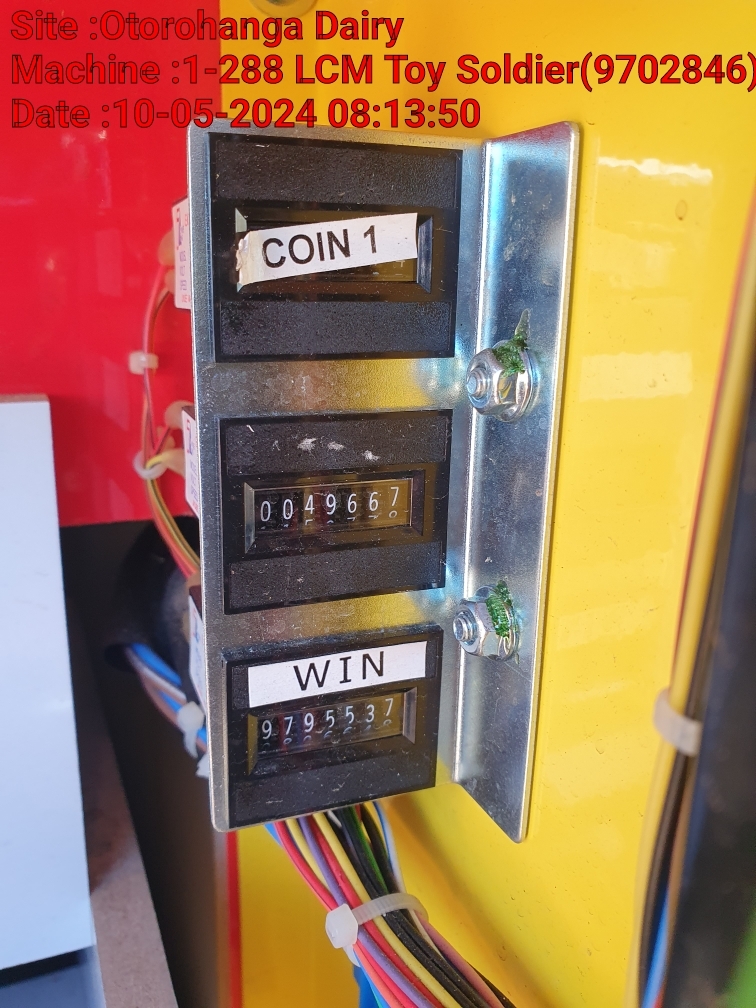 Site :Otorohanga Dairy
Machine :1-288 LCM Toy Soldier(9702846)
Date :10-05-2024 08:13:50
COIN 1
0049667
WIN
9795537